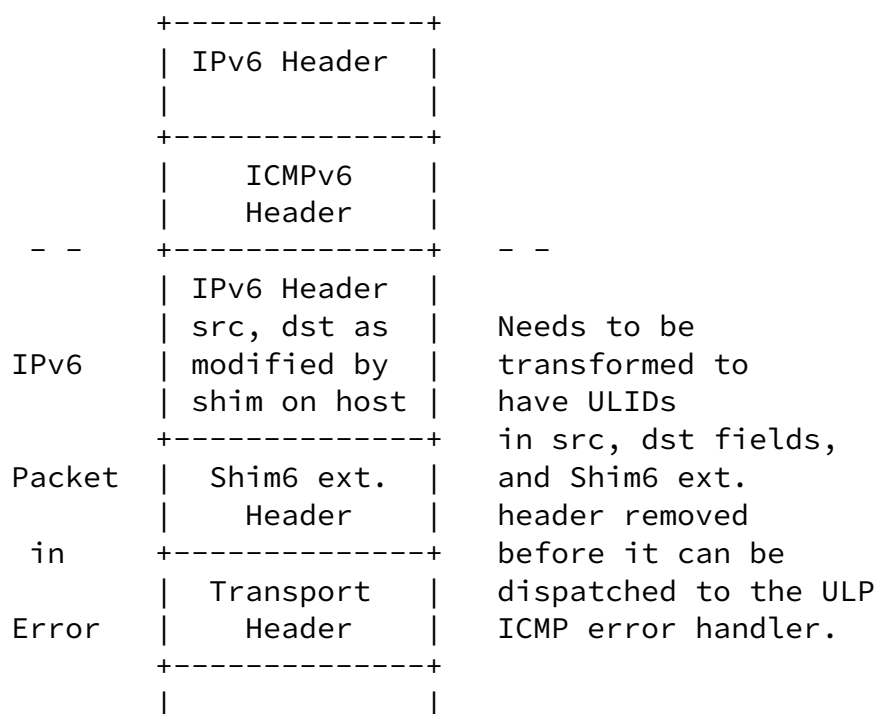 +--------------+
| IPv6 Header  |
|              |
+--------------+
|    ICMPv6    |
|    Header    |
- -    +--------------+   - -
| IPv6 Header  |
| src, dst as  |   Needs to be
IPv6    | modified by  |   transformed to
| shim on host |   have ULIDs
+--------------+   in src, dst fields,
Packet  |  Shim6 ext.  |   and Shim6 ext.
|    Header    |   header removed
in     +--------------+   before it can be
|  Transport   |   dispatched to the ULP
Error   |    Header    |   ICMP error handler.
+--------------+
|              |